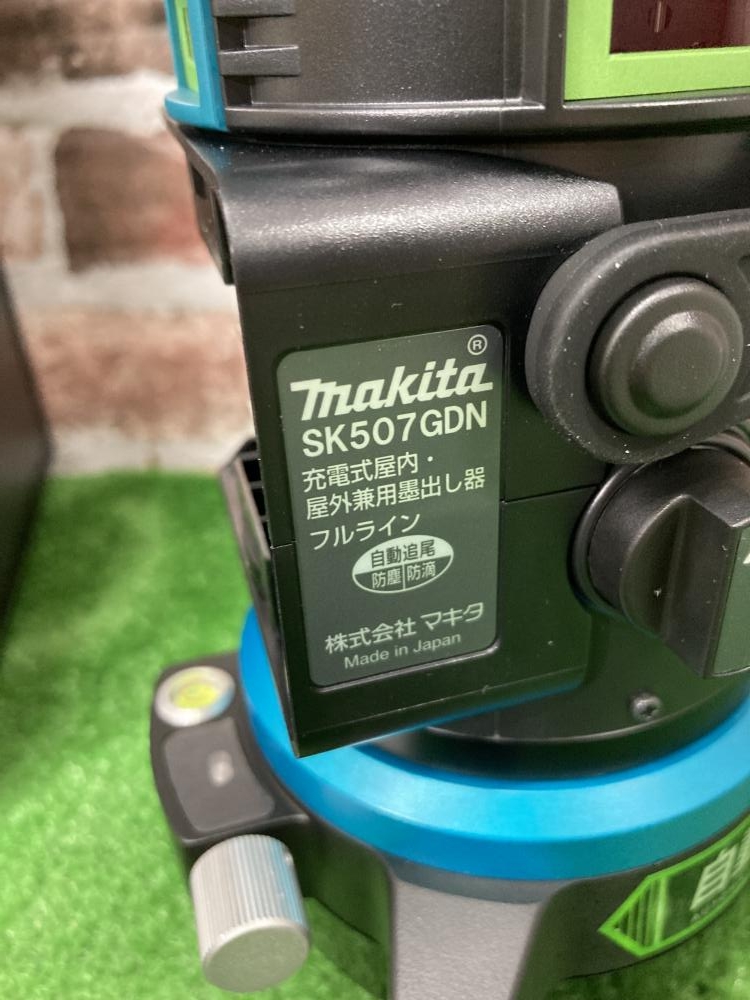 makita®
SK507GDN
充電式屋内・
屋外兼用墨出し器
フルライン
自動追尾
防塵 防滴
株式会社 マキタ
Made in Japan
自